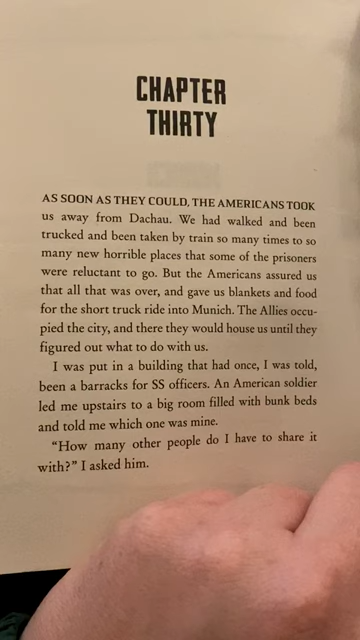 CHAPTER
THIRTY
AS SOON AS THEY COULD, THE AMERICANS TOOK
us away from Dachau. We had walked and been
trucked and been taken by train so many times to so
many new horrible places that some of the prisoners
were reluctant to go. But the Americans assured us
that all that was over, and gave us blankets and food
for the short truck ride into Munich. The Allies occu-
pied the city, and there they would house us until they
figured out what to do with us.
I was put in a building that had once, I was told,
been a barracks for SS officers. An American soldier
led me upstairs to a big room filled with bunk beds
and told me which one was mine.
“How many other people do I have to share it
with?” I asked him.